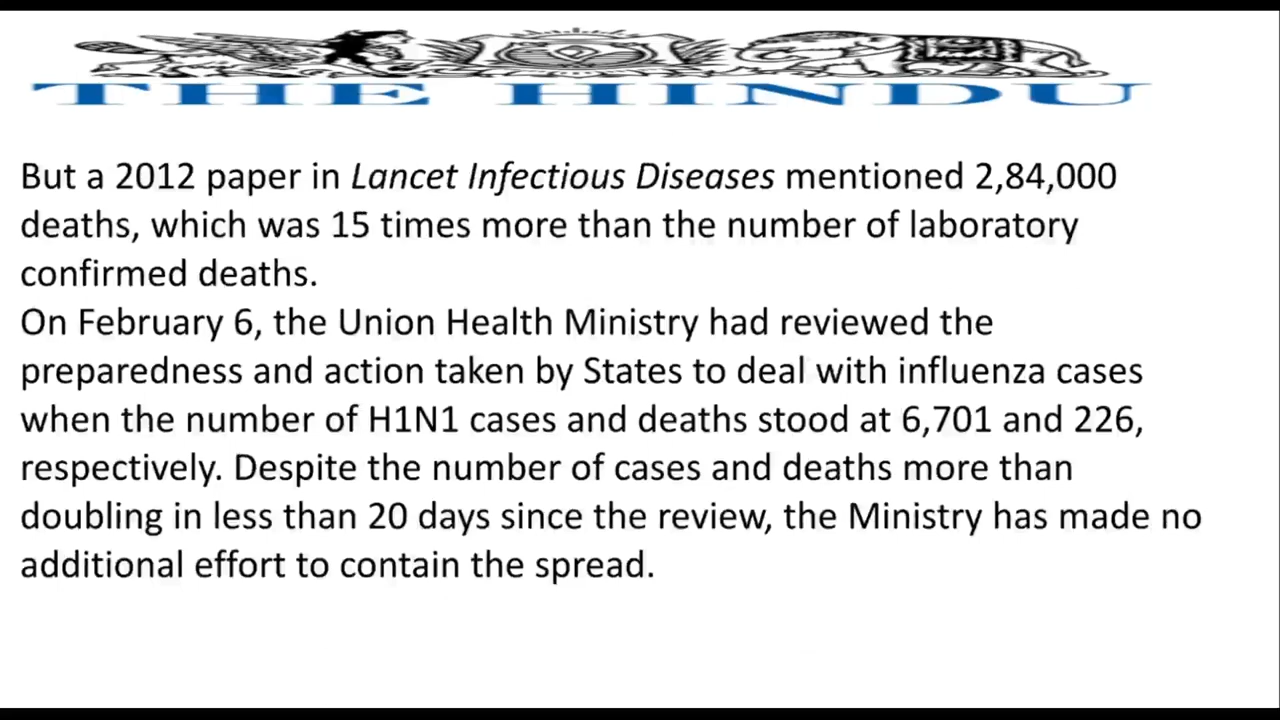 THE HINDU
But a 2012 paper in Lancet Infectious Diseases mentioned 2,84,000
deaths, which was 15 times more than the number of laboratory
confirmed deaths.
On February 6, the Union Health Ministry had reviewed the
preparedness and action taken by States to deal with influenza cases
when the number of H1N1 cases and deaths stood at 6,701 and 226,
respectively. Despite the number of cases and deaths more than
doubling in less than 20 days since the review, the Ministry has made no
additional effort to contain the spread.